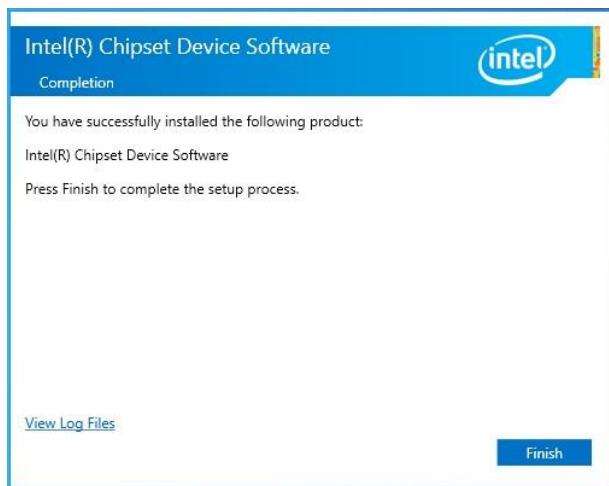 Intel(R) Chipset Device Software
intel
Completion
You have successfully installed the following product:
Intel(R) Chipset Device Software
Press Finish to complete the setup process.
View Log Files
Finish